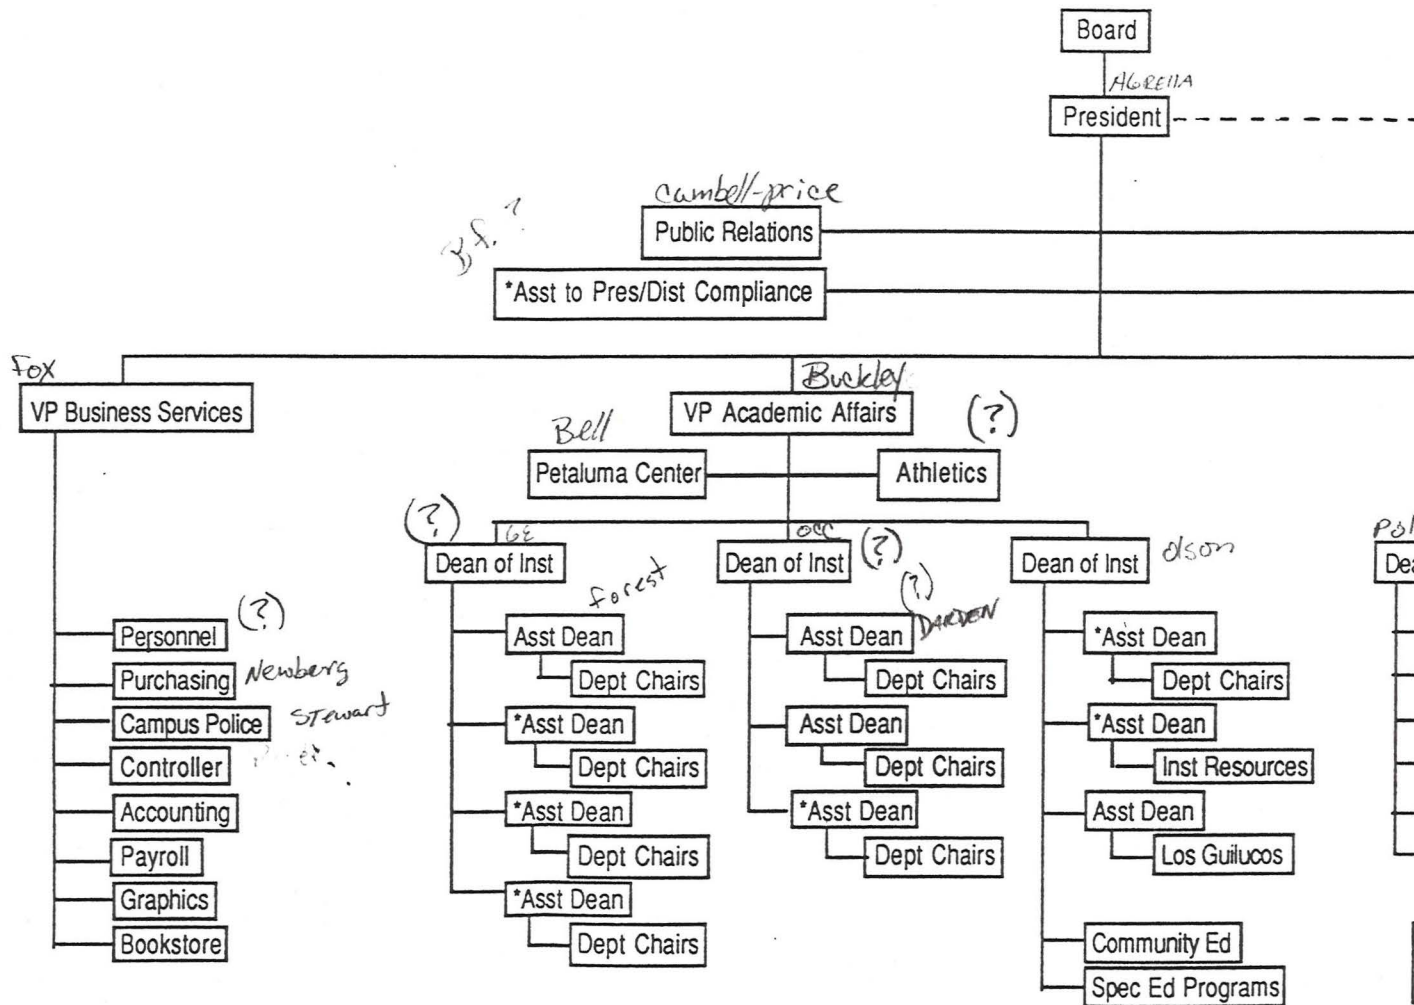 Board
AGRELLA
President
cambell-price
Public Relations
*Asst to Pres/Dist Compliance
Fox
VP Business Services
Buckley
VP Academic Affairs
(?)
Bell
Petaluma Center
Athletics
(?)
GE
Dean of Inst
occ
Dean of Inst
(?)
Dean of Inst
olson
Forest
Asst Dean
Dept Chairs
*Asst Dean
Dept Chairs
*Asst Dean
Dept Chairs
*Asst Dean
Dept Chairs
(?)
DARDEN
Asst Dean
Dept Chairs
Asst Dean
Dept Chairs
*Asst Dean
Dept Chairs
*Asst Dean
Dept Chairs
*Asst Dean
Inst Resources
Asst Dean
Los Guilucos
Community Ed
Spec Ed Programs
Personnel (?)
Purchasing Newberg
Campus Police Stewart
Controller
Accounting
Payroll
Graphics
Bookstore